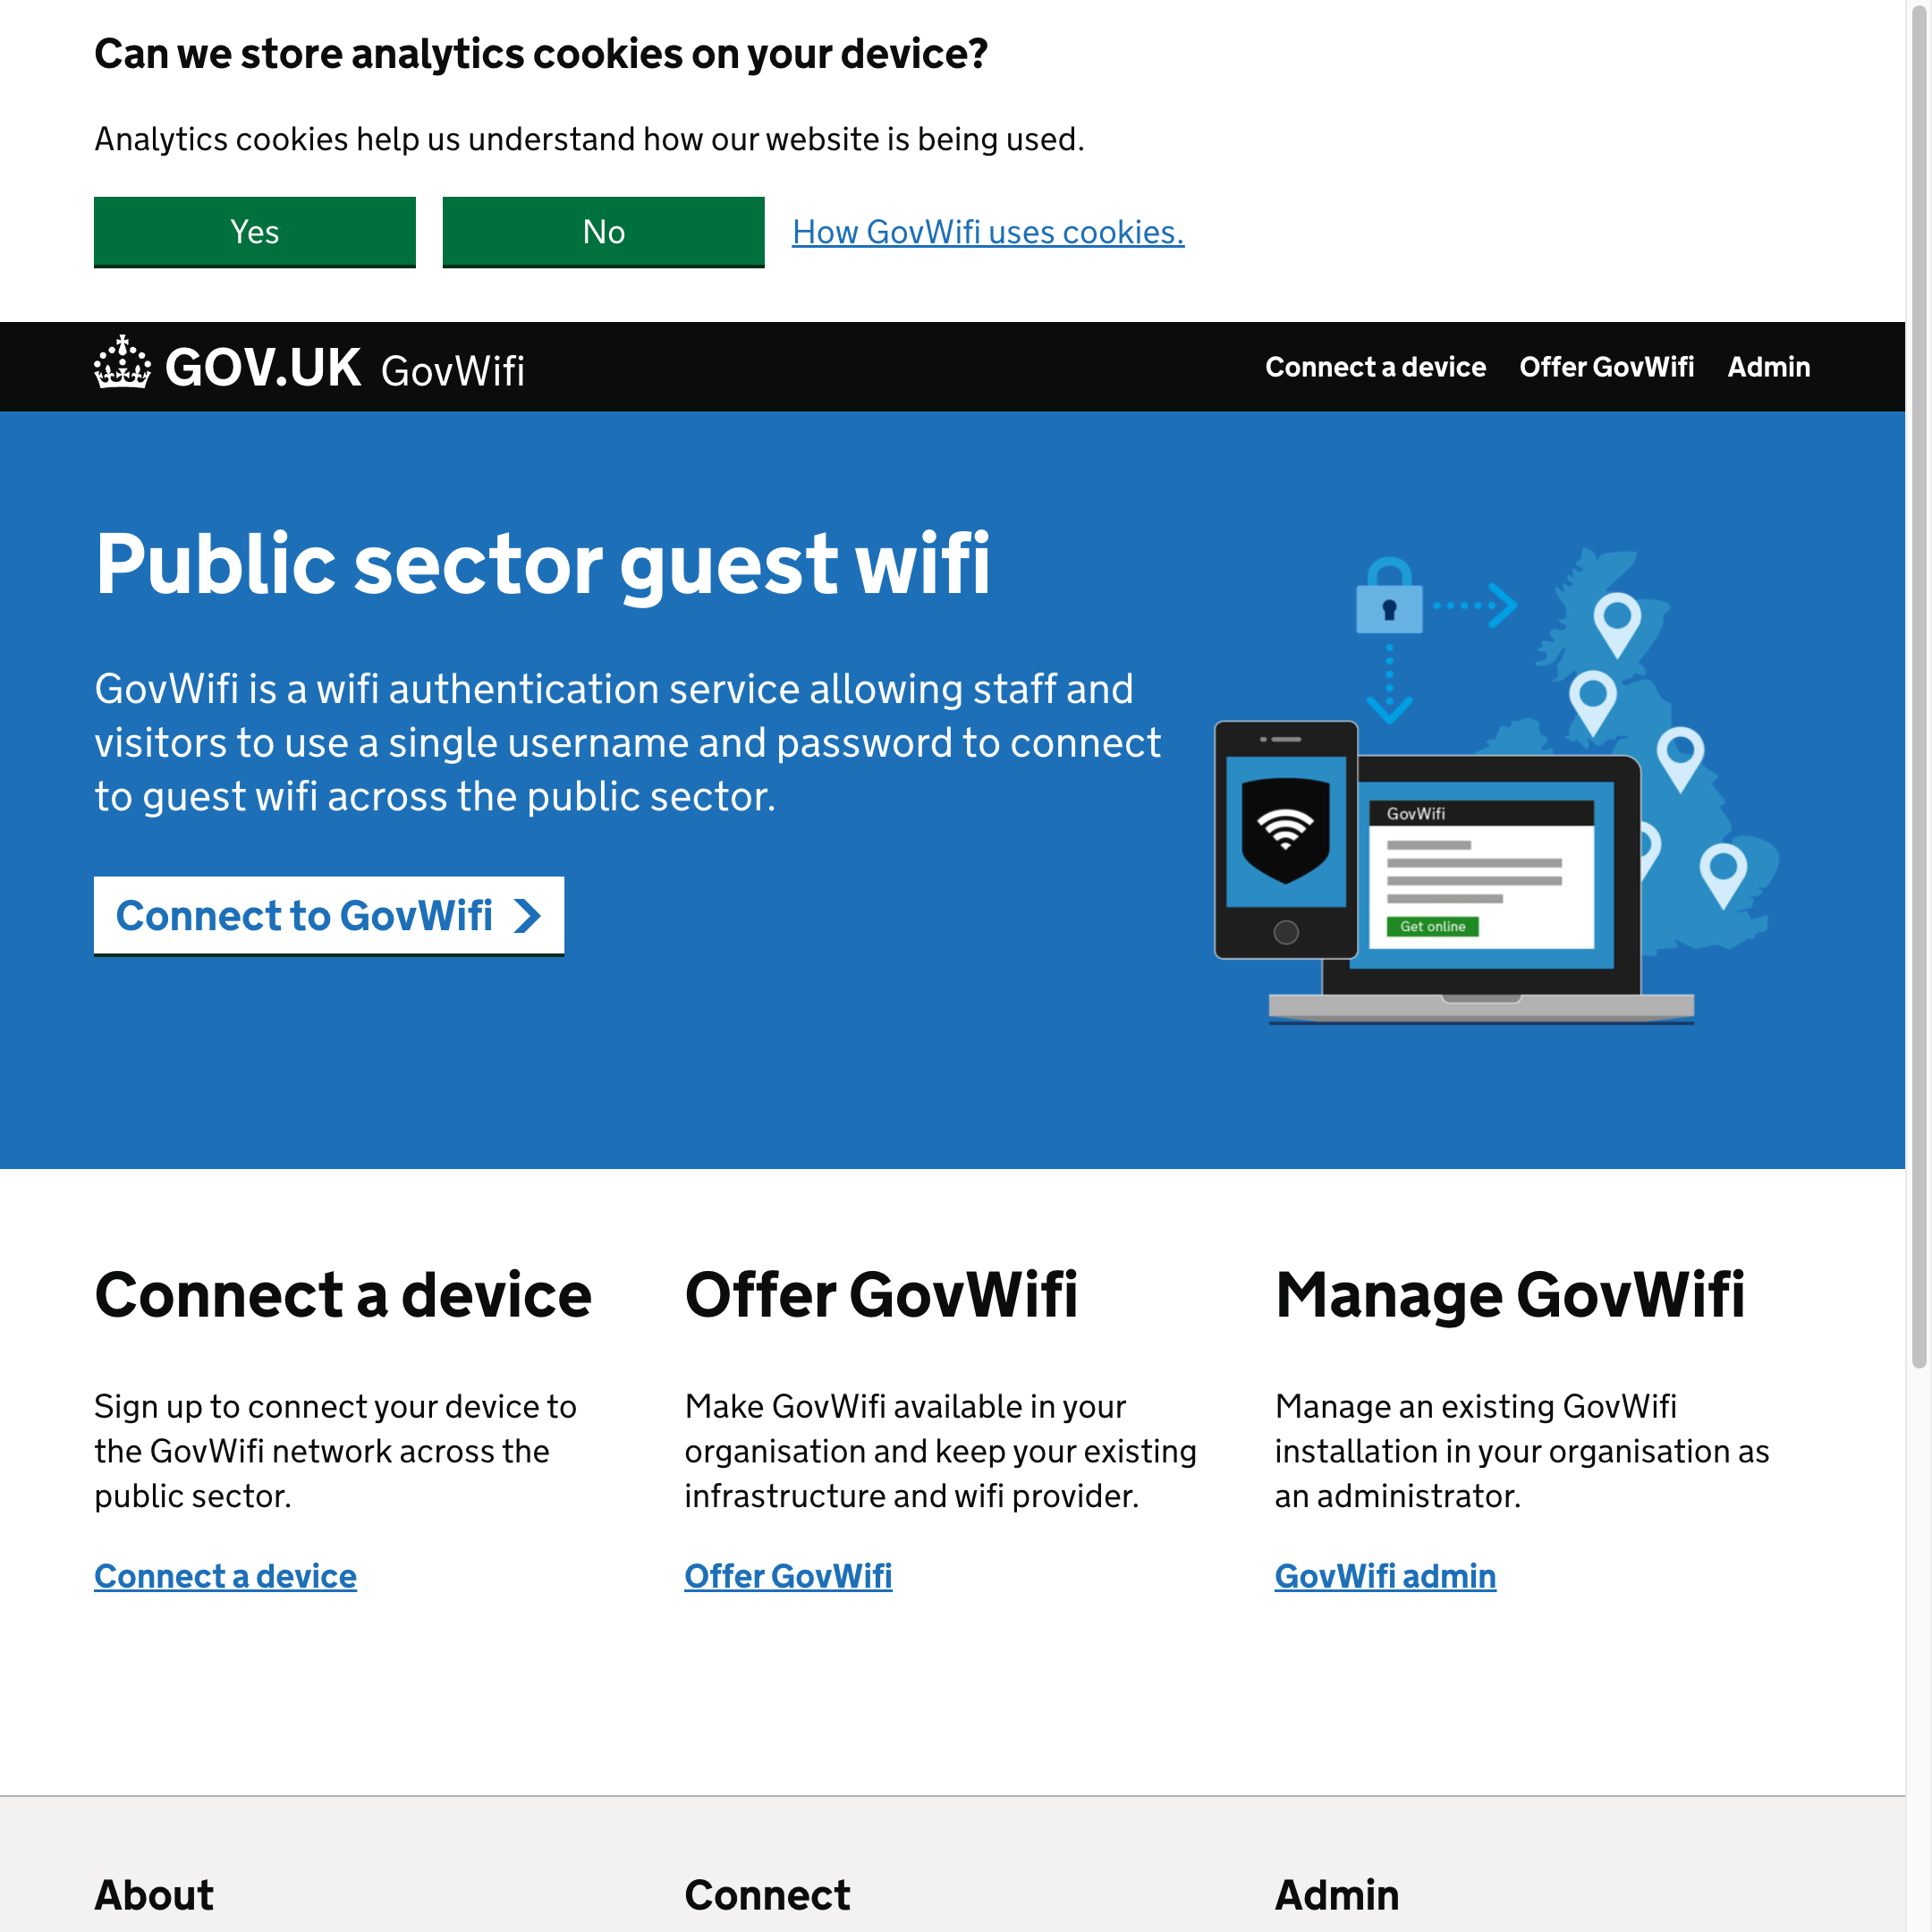 Can we store analytics cookies on your device?
Analytics cookies help us understand how our website is being used.
Yes
No
How GovWifi uses cookies.
GOV.UK GovWifi
Connect a device
Offer GovWifi
Admin
Public sector guest wifi
GovWifi is a wifi authentication service allowing staff and
visitors to use a single username and password to connect
to guest wifi across the public sector.
Connect to GovWifi
GovWifi
Get online
Connect a device
Sign up to connect your device to
the GovWifi network across the
public sector.
Connect a device
Offer GovWifi
Make GovWifi available in your
organisation and keep your existing
infrastructure and wifi provider.
Offer GovWifi
Manage GovWifi
Manage an existing GovWifi
installation in your organisation as
an administrator.
GovWifi admin
About
Connect
Admin